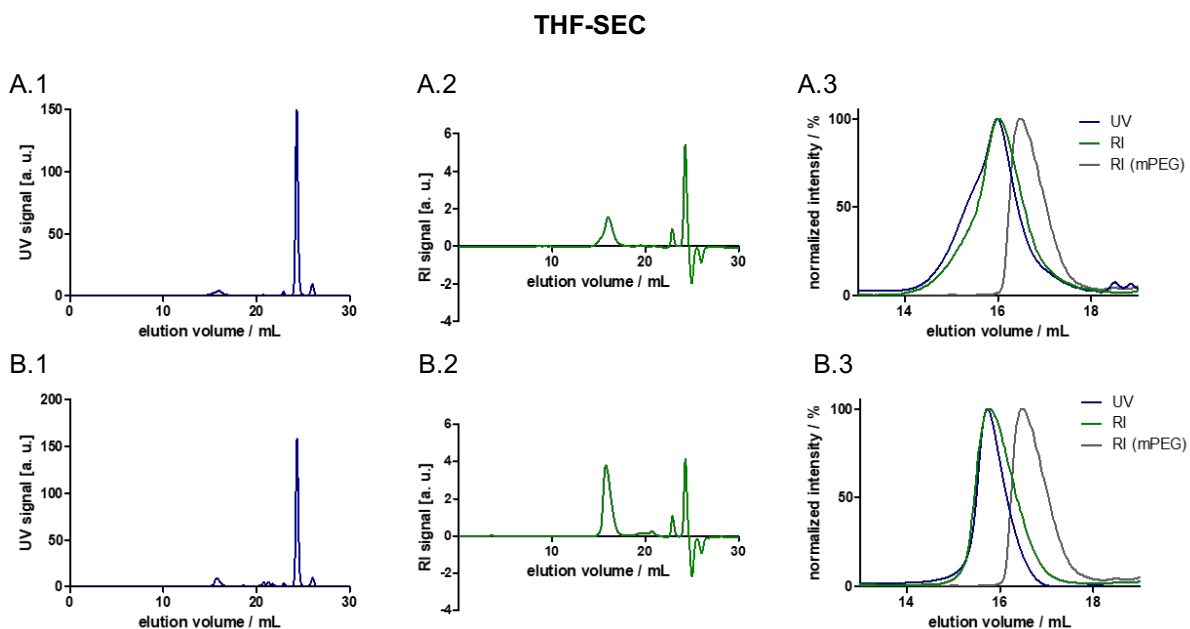 THF-SEC
A.1
150
100
50
0
0
10
20
30
UV signal [a. u.]
elution volume / mL
A.2
6
4
2
0
-2
-4
10
20
30
RI signal [a. u.]
elution volume / mL
A.3
100
50
0
14
16
18
normalized intensity / %
elution volume / mL
UV
RI
RI (mPEG)
B.1
200
150
100
50
0
0
10
20
30
UV signal [a. u.]
elution volume / mL
B.2
6
4
2
0
-2
-4
10
20
30
RI signal [a. u.]
elution volume / mL
B.3
100
50
0
14
16
18
normalized intensity / %
elution volume / mL
UV
RI
RI (mPEG)